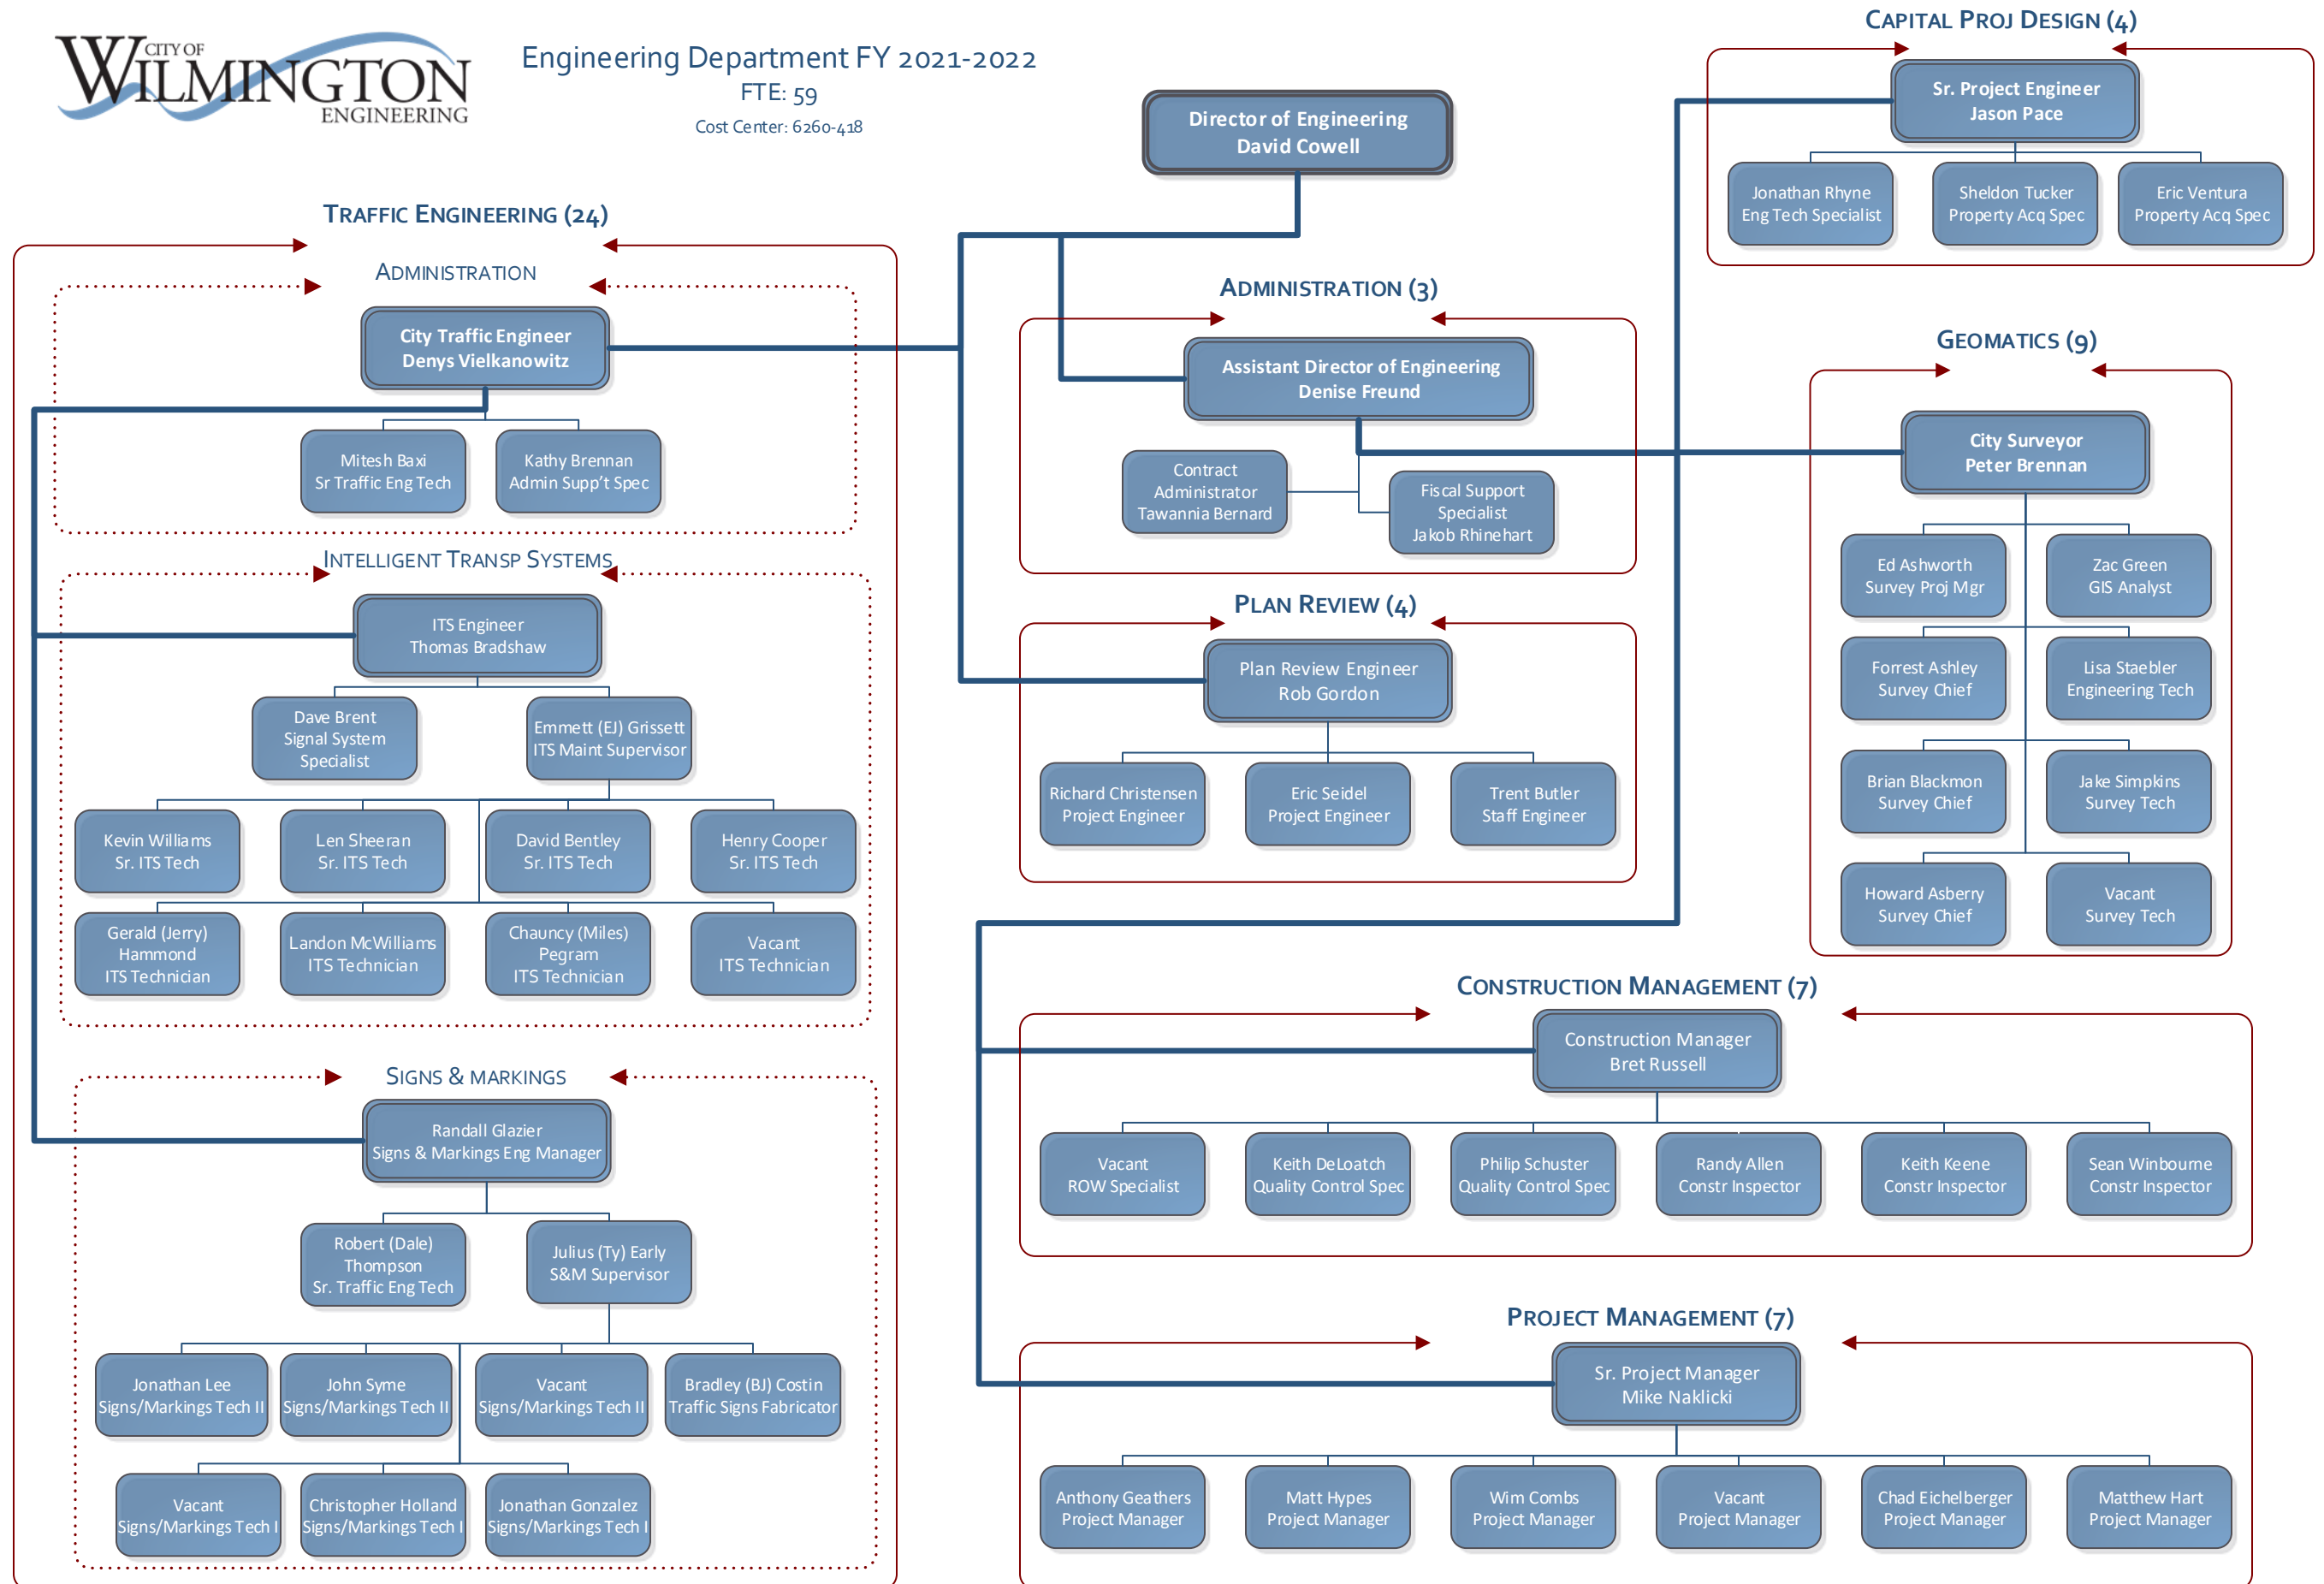 CITY OF
WILMINGTON
ENGINEERING
Engineering Department FY 2021-2022
FTE: 59
Cost Center: 6260-418
Director of Engineering
David Cowell
TRAFFIC ENGINEERING (24)
ADMINISTRATION
City Traffic Engineer
Denys Vielkanowitz
Mitesh Baxi
Sr Traffic Eng Tech
Kathy Brennan
Admin Supp't Spec
INTELLIGENT TRANSP SYSTEMS
ITS Engineer
Thomas Bradshaw
Dave Brent
Signal System
Specialist
Emmett (EJ) Grissett
ITS Maint Supervisor
Kevin Williams
Sr. ITS Tech
Len Sheeran
Sr. ITS Tech
David Bentley
Sr. ITS Tech
Henry Cooper
Sr. ITS Tech
Gerald (Jerry)
Hammond
ITS Technician
Landon McWilliams
ITS Technician
Chauncy (Miles)
Pegram
ITS Technician
Vacant
ITS Technician
SIGNS & MARKINGS
Randall Glazier
Signs & Markings Eng Manager
Robert (Dale)
Thompson
Sr. Traffic Eng Tech
Julius (Ty) Early
S&M Supervisor
Jonathan Lee
Signs/Markings Tech II
John Syme
Signs/Markings Tech II
Vacant
Signs/Markings Tech II
Bradley (BJ) Costin
Traffic Signs Fabricator
Vacant
Signs/Markings Tech I
Christopher Holland
Signs/Markings Tech I
Jonathan Gonzalez
Signs/Markings Tech I
ADMINISTRATION (3)
Assistant Director of Engineering
Denise Freund
Contract
Administrator
Tawannia Bernard
Fiscal Support
Specialist
Jakob Rhinehart
PLAN REVIEW (4)
Plan Review Engineer
Rob Gordon
Richard Christensen
Project Engineer
Eric Seidel
Project Engineer
Trent Butler
Staff Engineer
CAPITAL PROJ DESIGN (4)
Sr. Project Engineer
Jason Pace
Jonathan Rhyne
Eng Tech Specialist
Sheldon Tucker
Property Acq Spec
Eric Ventura
Property Acq Spec
GEOMATICS (9)
City Surveyor
Peter Brennan
Ed Ashworth
Survey Proj Mgr
Zac Green
GIS Analyst
Forrest Ashley
Survey Chief
Lisa Staebler
Engineering Tech
Brian Blackmon
Survey Chief
Jake Simpkins
Survey Tech
Howard Asberry
Survey Chief
Vacant
Survey Tech
CONSTRUCTION MANAGEMENT (7)
Construction Manager
Bret Russell
Vacant
ROW Specialist
Keith DeLoatch
Quality Control Spec
Philip Schuster
Quality Control Spec
Randy Allen
Constr Inspector
Keith Keene
Constr Inspector
Sean Winbourne
Constr Inspector
PROJECT MANAGEMENT (7)
Sr. Project Manager
Mike Naklicki
Anthony Geathers
Project Manager
Matt Hypes
Project Manager
Wim Combs
Project Manager
Vacant
Project Manager
Chad Eichelberger
Project Manager
Matthew Hart
Project Manager